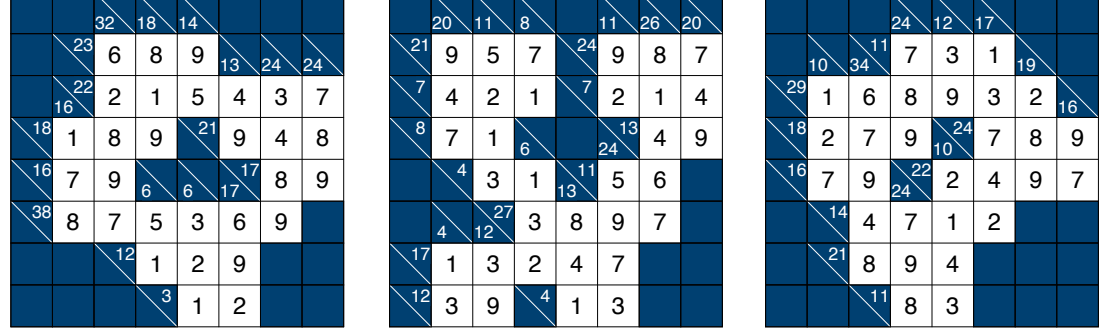 32 18 14
23 6 8 9 13 24 24
16 22 2 1 5 4 3 7
18 1 8 9 21 9 4 8
16 7 9 6 6 17 17 8 9
38 8 7 5 3 6 9
12 1 2 9
3 1 2
20 11 8 11 26 20
21 9 5 7 24 9 8 7
7 4 2 1 7 2 1 4
8 7 1 6 24 13 4 9
4 3 1 13 11 5 6
4 12 27 3 8 9 7
17 1 3 2 4 7
12 3 9 4 1 3
24 12 17
10 34 11 7 3 1 19
29 1 6 8 9 3 2 16
18 2 7 9 10 24 7 8 9
16 7 9 24 22 2 4 9 7
14 4 7 1 2
21 8 9 4
11 8 3